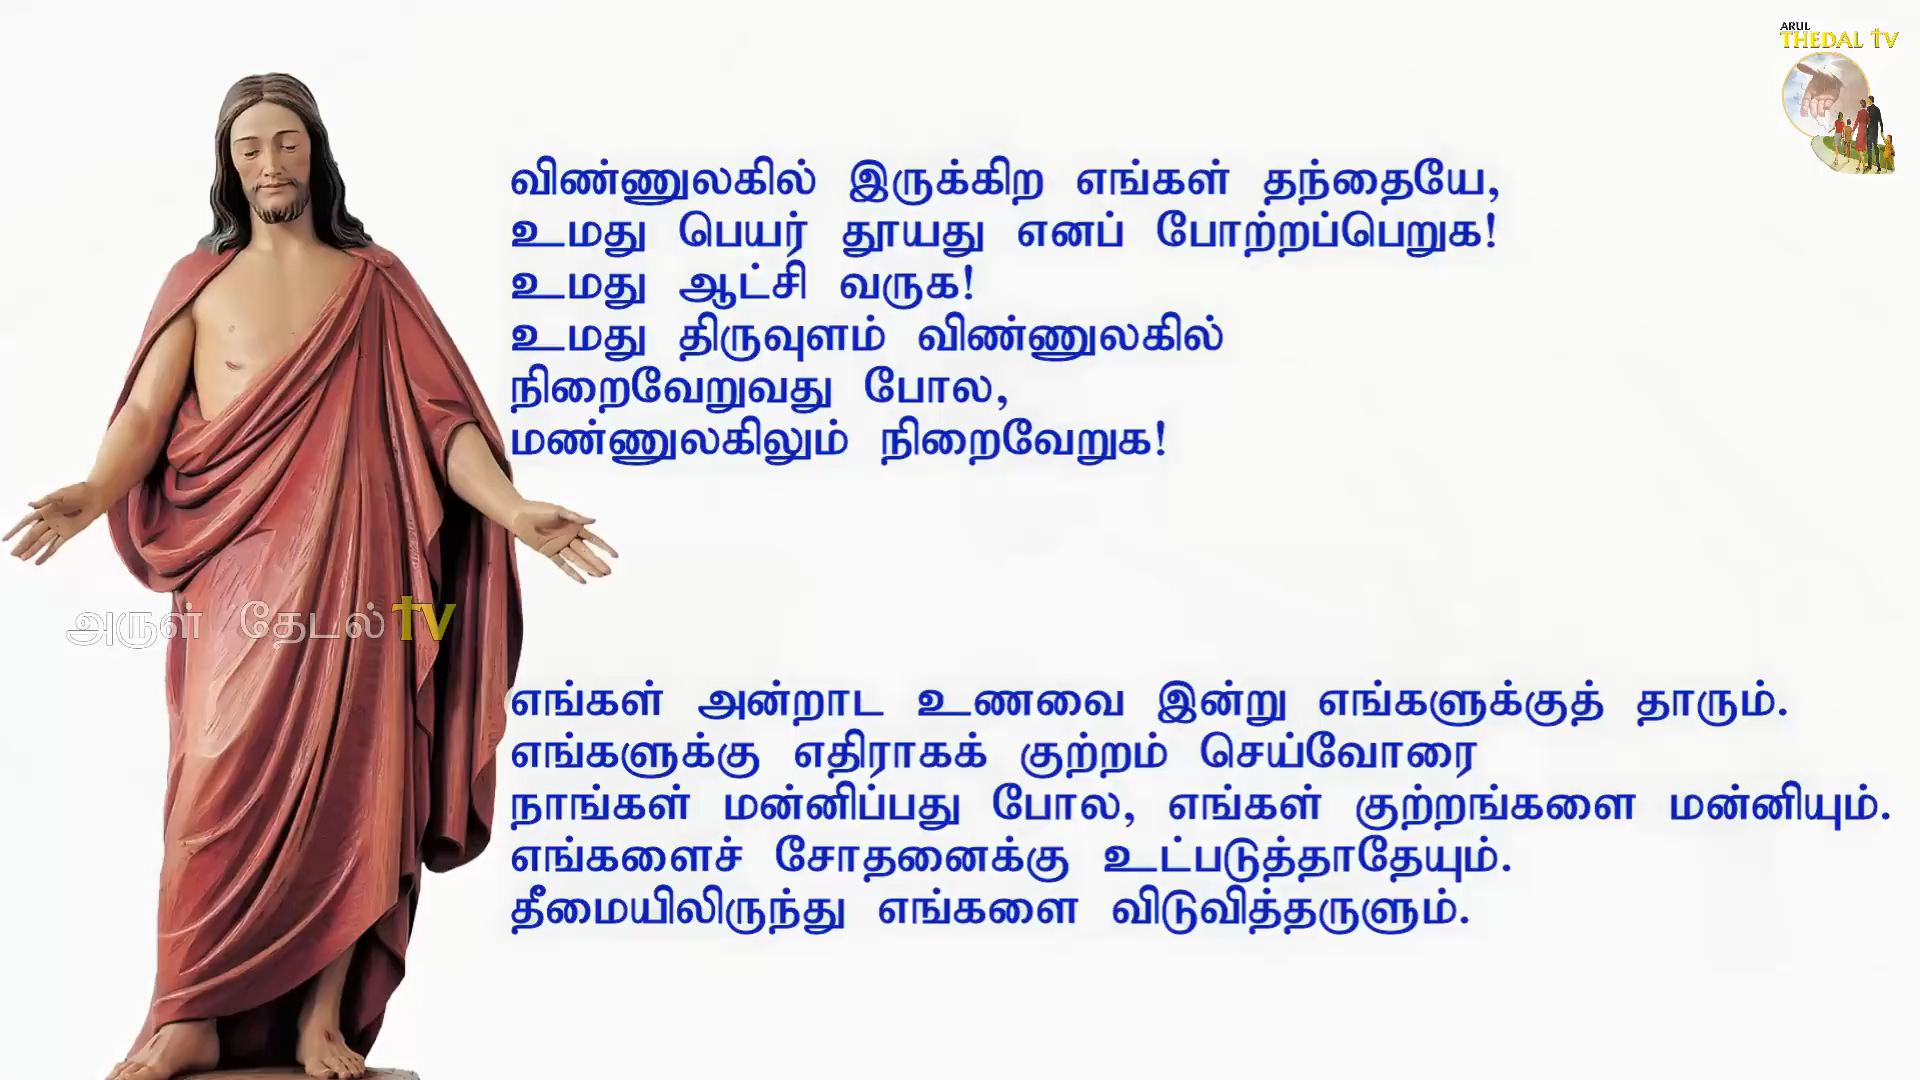 ARUL
THEDAL TV
விண்ணுலகில் இருக்கிற எங்கள் தந்தையே,
உமது பெயர் தூயது எனப் போற்றப்பெறுக!
உமது ஆட்சி வருக!
உமது திருவுளம் விண்ணுலகில்
நிறைவேறுவது போல,
மண்ணுலகிலும் நிறைவேறுக!
அருள் தேடல் TV
எங்கள் அன்றாட உணவை இன்று எங்களுக்குத் தாரும்.
எங்களுக்கு எதிராகக் குற்றம் செய்வோரை
நாங்கள் மன்னிப்பது போல, எங்கள் குற்றங்களை மன்னியும்.
எங்களைச் சோதனைக்கு உட்படுத்தாதேயும்.
தீமையிலிருந்து எங்களை விடுவித்தருளும்.